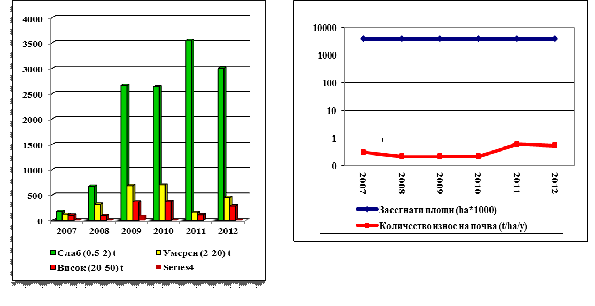 4000
3500
3000
2500
2000
1500
1000
500
0
2007 2008 2009 2010 2011 2012
Слаб (0.5-2) t Умерен (2-20) t
Висок (20-50) t Series4
10000
1000
100
10
1
0
2007 2008 2009 2010 2011 2012
Засегнати площи (ha*1000)
Количество износ на почва (t/ha/y)